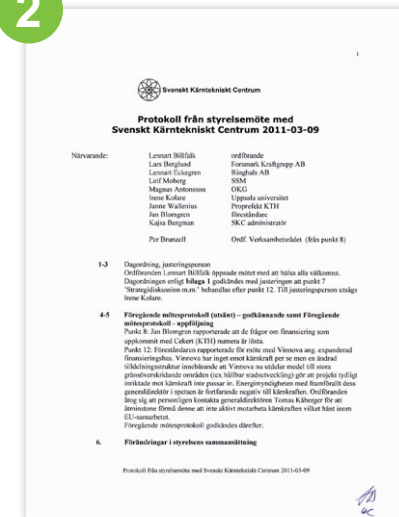 2
1
Svenskt Kärntekniskt Centrum
Protokoll från styrelsemöte med
Svenskt Kärntekniskt Centrum 2011-03-09
Närvarande: Lennart Billfalk ordförande
Lars Berglund Forsmark Kraftgrupp AB
Lennart Eckegren Ringhals AB
Leif Moberg SSM
Magnus Antonsson OKG
Irene Kolare Uppsala universitet
Janne Wallenius Proprefekt KTH
Jan Blomgren föreståndare
Kajsa Bergman SKC administratör
Per Brunzell Ordf. Verksamhetsrådet (från punkt 8)
1-3 Dagordning, justeringsperson
Ordföranden Lennart Billfalk öppnade mötet med att hälsa alla välkomna.
Dagordningen enligt bilaga 1 godkändes med justeringen att punkt 7
"Strategidiskussion m.m." behandlas efter punkt 12. Till justeringsperson utsågs
Irene Kolare.
4-5 Föregående mötesprotokoll (utsänt) – godkännande samt Föregående
mötesprotokoll - uppföljning
Punkt 8: Jan Blomgren rapporterade att de frågor om finansiering som
uppkommit med Cekert (KTH) numera är lösta.
Punkt 12: Föreståndaren rapporterade för möte med Vinnova ang. expanderad
finansieringsbas. Vinnova har inget emot kärnkraft per se men en ändrad
tilldelningsstruktur innebärande att Vinnova nu utdelar medel till stora
gränsöverskridande områden (tex hållbar stadsutveckling) gör att projekt tydligt
inriktade mot kärnkraft inte passar in. Energimyndigheten med framförallt dess
generaldirektör i spetsen är fortfarande negativ till kärnkraft. Ordföranden
åtog sig att personligen kontakta generaldirektören Tomas Kåberger för att
åtminstone förmå denne att inte aktivt motarbeta kärnkraften vilket hänt inom
EU-samarbetet.
Föregående mötesprotokoll godkändes därefter.
6. Förändringar i styrelsens sammansättning
Protokoll från styrelsemöte med Svenskt Kärntekniskt Centrum 2011-03-09